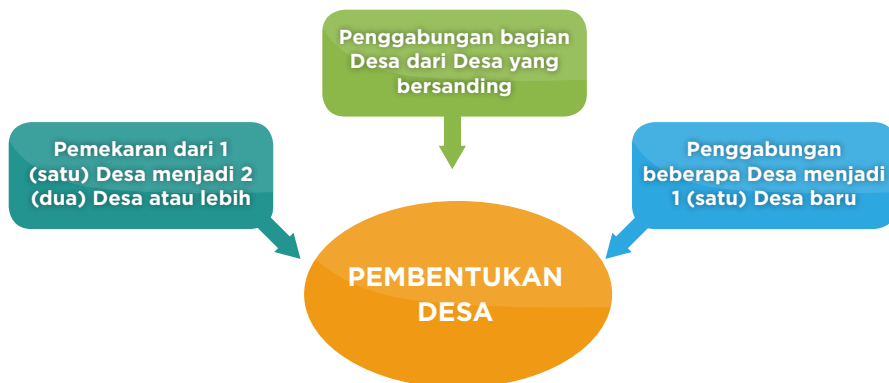 Penggabungan bagian
Desa dari Desa yang
bersanding
Pemekaran dari 1
(satu) Desa menjadi 2
(dua) Desa atau lebih
Penggabungan
beberapa Desa menjadi
1 (satu) Desa baru
PEMBENTUKAN
DESA